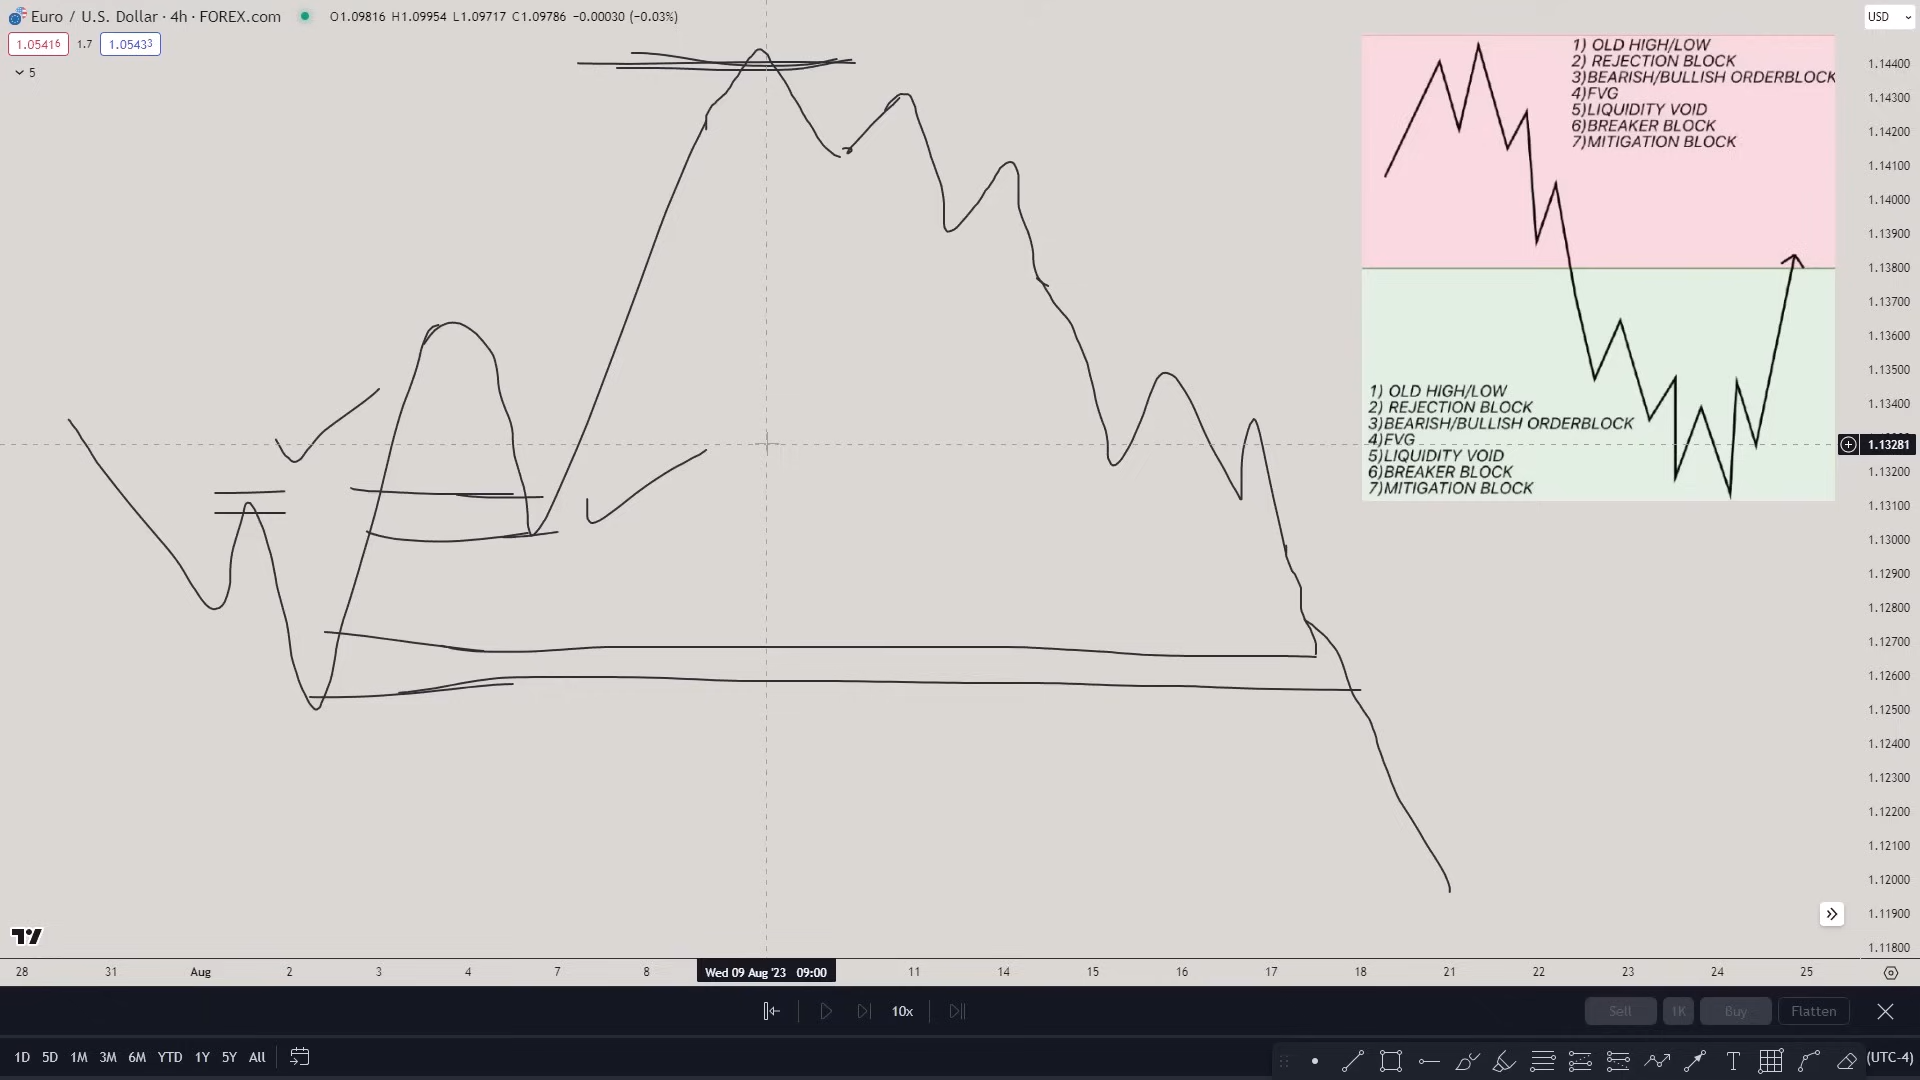 Euro / U.S. Dollar · 4h · FOREX.com O1.09816 H1.09954 L1.09717 C1.09786 −0.00030 (−0.03%)
1.05416 1.7 1.05433
5
USD
1) OLD HIGH/LOW
2) REJECTION BLOCK
3)BEARISH/BULLISH ORDERBLOCK
4)FVG
5)LIQUIDITY VOID
6)BREAKER BLOCK
7)MITIGATION BLOCK
1) OLD HIGH/LOW
2) REJECTION BLOCK
3)BEARISH/BULLISH ORDERBLOCK
4)FVG
5)LIQUIDITY VOID
6)BREAKER BLOCK
7)MITIGATION BLOCK
1.14400
1.14300
1.14200
1.14100
1.14000
1.13900
1.13800
1.13700
1.13600
1.13500
1.13400
1.13281
1.13200
1.13100
1.13000
1.12900
1.12800
1.12700
1.12600
1.12500
1.12400
1.12300
1.12200
1.12100
1.12000
1.11900
1.11800
28 31 Aug 2 3 4 7 8 Wed 09 Aug '23 09:00 11 14 15 16 17 18 21 22 23 24 25
10x Sell 1K Buy Flatten
1D 5D 1M 3M 6M YTD 1Y 5Y All T (UTC-4)